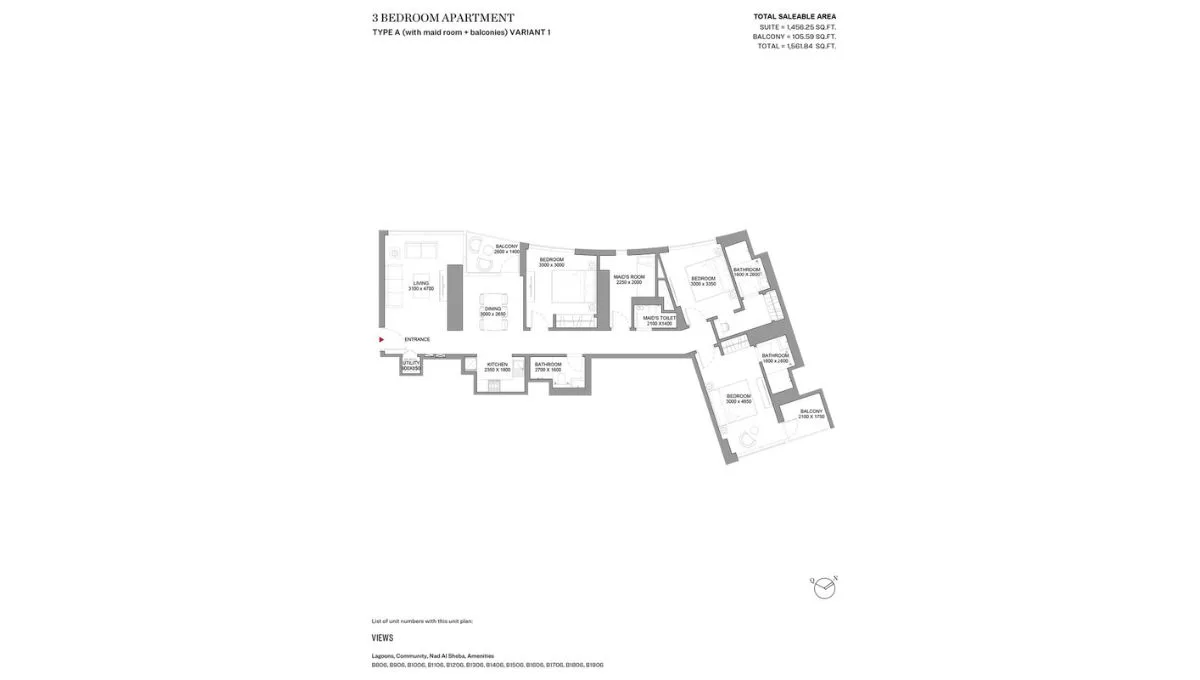 3 BEDROOM APARTMENT
TYPE A (with maid room + balconies) VARIANT 1
TOTAL SALEABLE AREA
SUITE = 1,456.25 SQ.FT.
BALCONY = 105.59 SQ.FT.
TOTAL = 1,561.84 SQ.FT.
BALCONY
2600 x 1400
BEDROOM
3300 x 3000
LIVING
3100 x 4700
MAID'S ROOM
2250 x 2000
BEDROOM
3000 x 3350
BATHROOM
1600 X 2600
DINING
3000 x 2650
MAID'S TOILET
2100 X1400
ENTRANCE
UTILITY
KITCHEN
2350 X 1800
BATHROOM
2700 X 1600
BATHROOM
1600 x 2600
BEDROOM
3000 x 4850
BALCONY
2100 X 1750
Q N
List of unit numbers with this unit plan:
VIEWS
Lagoons, Community, Nad Al Sheba, Amenities
B806, B906, B1006, B1106, B1206, B1306, B1406, B1506, B1606, B1706, B1806, B1906